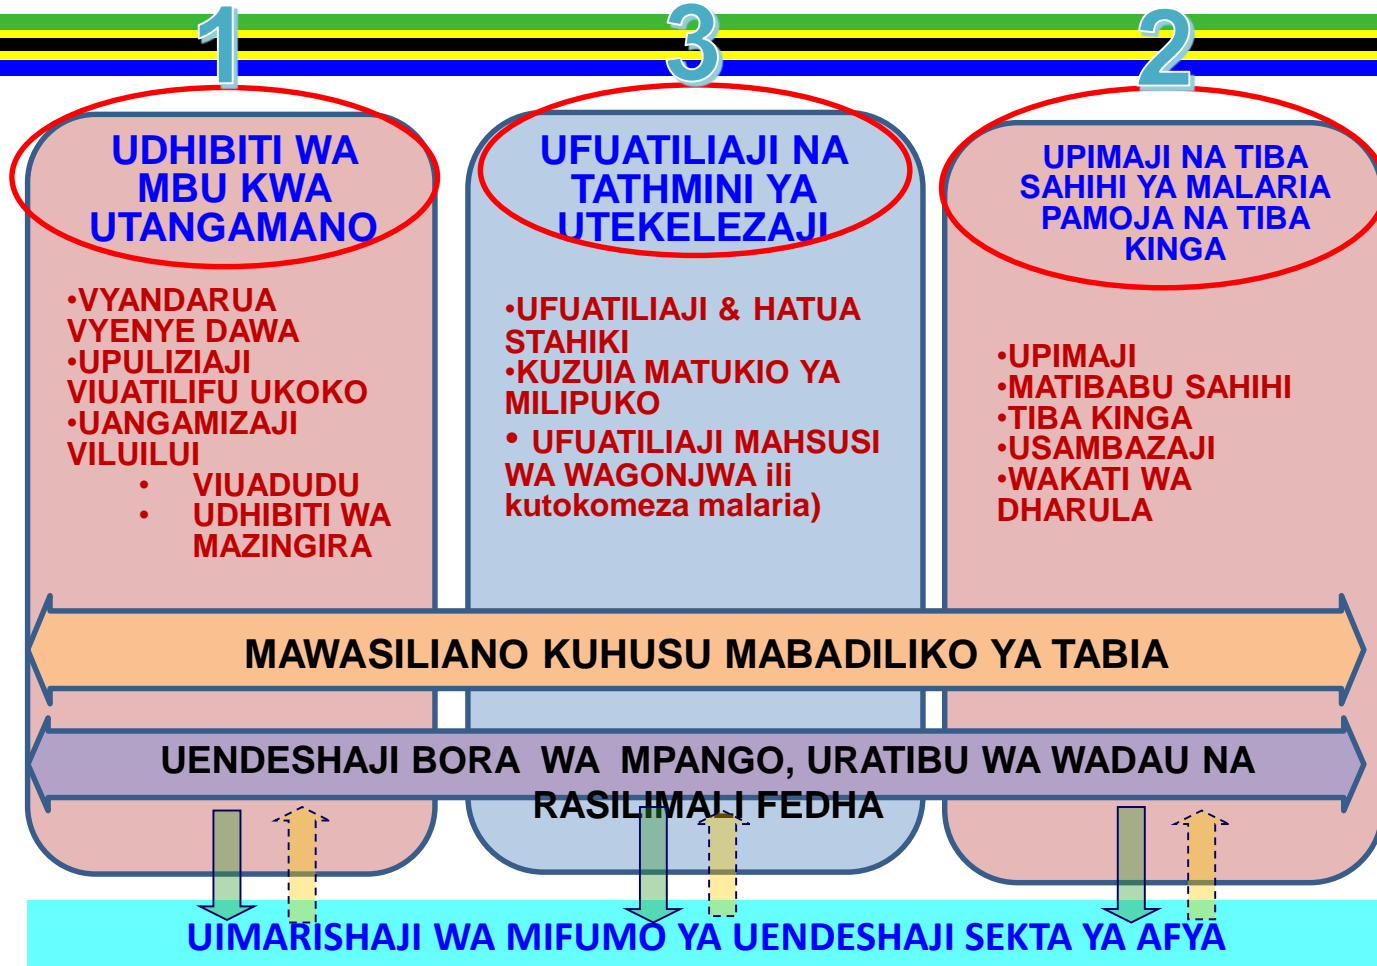 1
UDHIBITI WA
MBU KWA
UTANGAMANO
•VYANDARUA
VYENYE DAWA
•UPULIZIAJI
VIUATILIFU UKOKO
•UANGAMIZAJI
VILUILUI
• VIUADUDU
• UDHIBITI WA
MAZINGIRA
3
UFUATILIAJI NA
TATHMINI YA
UTEKELEZAJI
•UFUATILIAJI & HATUA
STAHIKI
•KUZUIA MATUKIO YA
MILIPUKO
• UFUATILIAJI MAHSUSI
WA WAGONJWA ili
kutokomeza malaria)
2
UPIMAJI NA TIBA
SAHIHI YA MALARIA
PAMOJA NA TIBA
KINGA
•UPIMAJI
•MATIBABU SAHIHI
•TIBA KINGA
•USAMBAZAJI
•WAKATI WA
DHARULA
MAWASILIANO KUHUSU MABADILIKO YA TABIA
UENDESHAJI BORA WA MPANGO, URATIBU WA WADAU NA
RASILIMALI FEDHA
UIMARISHAJI WA MIFUMO YA UENDESHAJI SEKTA YA AFYA